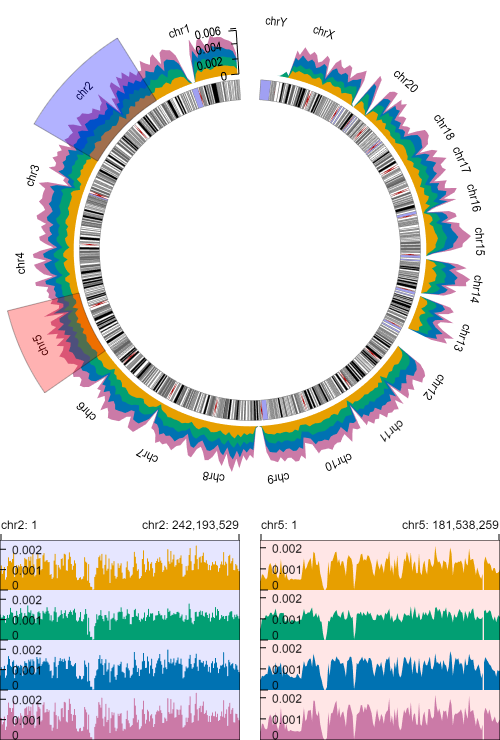 chrY
chrX
chr20
chr18
chr17
chr16
chr15
chr14
chr13
chr12
chr11
chr10
chr9
chr8
chr7
chr6
chr5
chr4
chr3
chr2
chr1
0.006
0.004
0.002
0
chr2: 1 chr2: 242,193,529
0.002
0.001
0
0.002
0.001
0
0.002
0.001
0
0.002
0.001
0
chr5: 1 chr5: 181,538,259
0.002
0.001
0
0.002
0.001
0
0.002
0.001
0
0.002
0.001
0